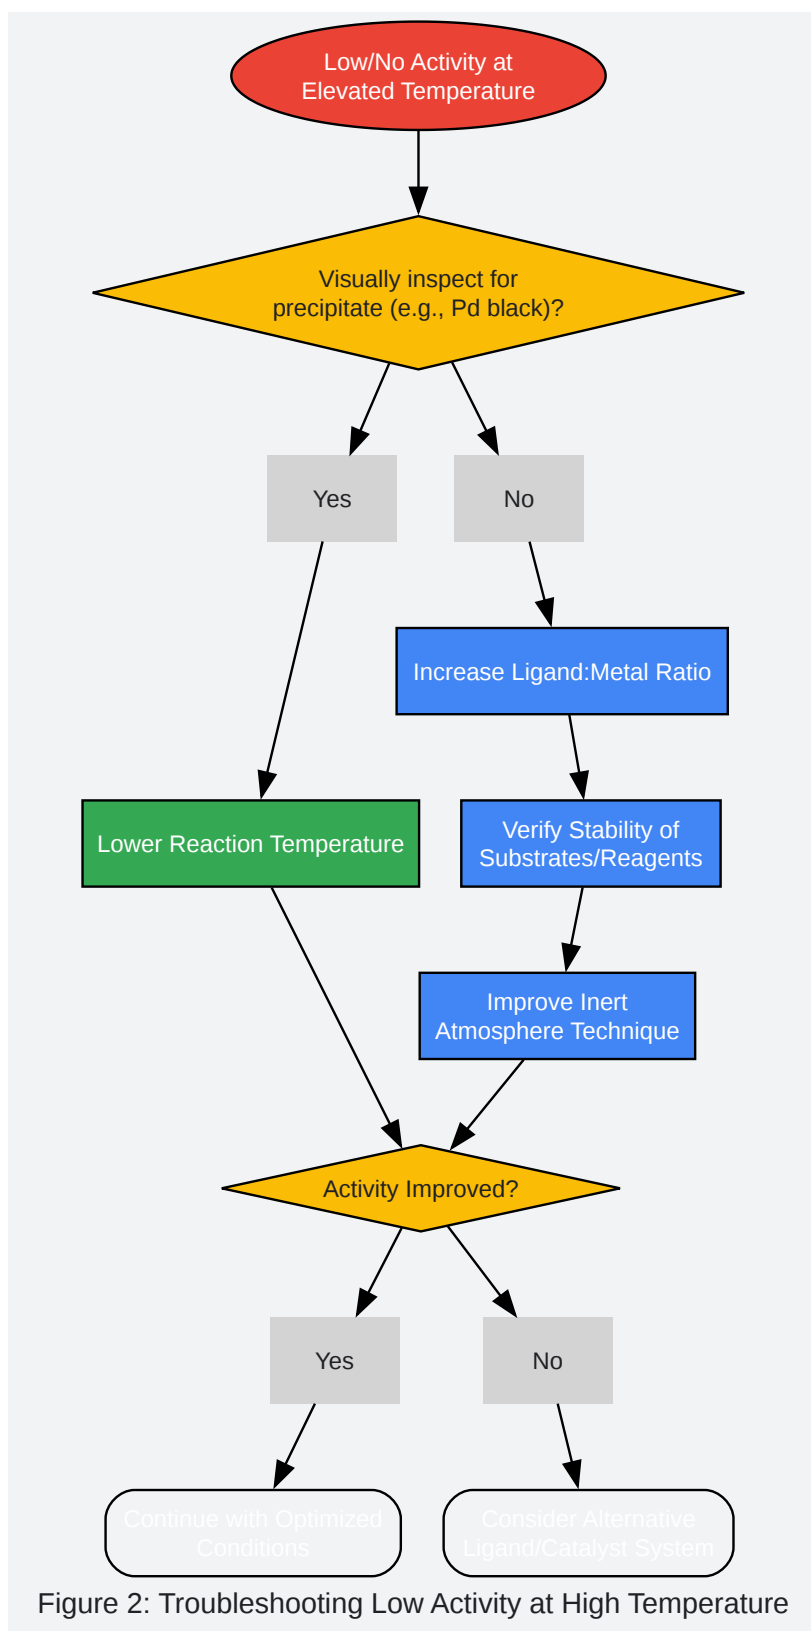 Low/No Activity at
Elevated Temperature
Visually inspect for
precipitate (e.g., Pd black)?
Yes
No
Increase Ligand:Metal Ratio
Lower Reaction Temperature
Verify Stability of
Substrates/Reagents
Improve Inert
Atmosphere Technique
Activity Improved?
Yes
No
Continue with Optimized
Conditions
Consider Alternative
Ligand/Catalyst System
Figure 2: Troubleshooting Low Activity at High Temperature